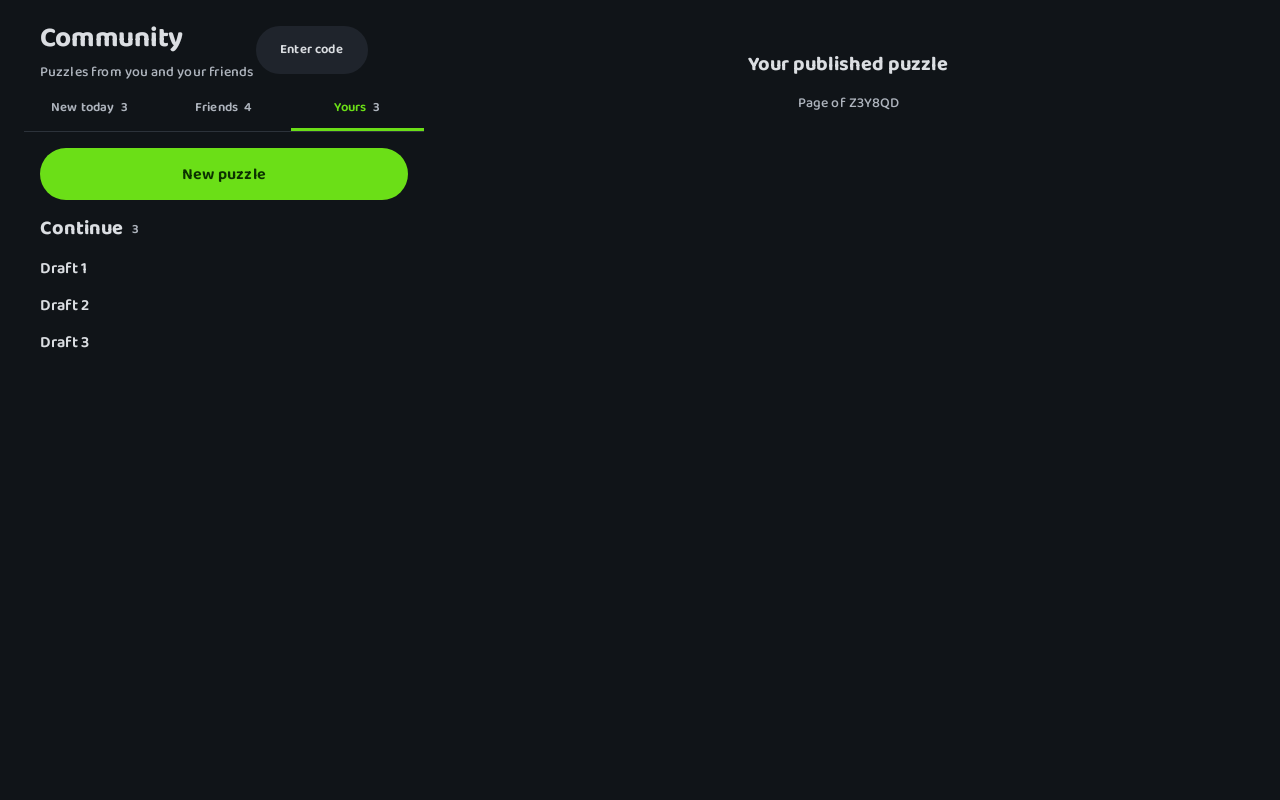 Community
Puzzles from you and your friends
Enter code
New today 3
Friends 4
Yours 3
New puzzle
Continue 3
Draft 1
Draft 2
Draft 3
Your published puzzle
Page of Z3Y8QD